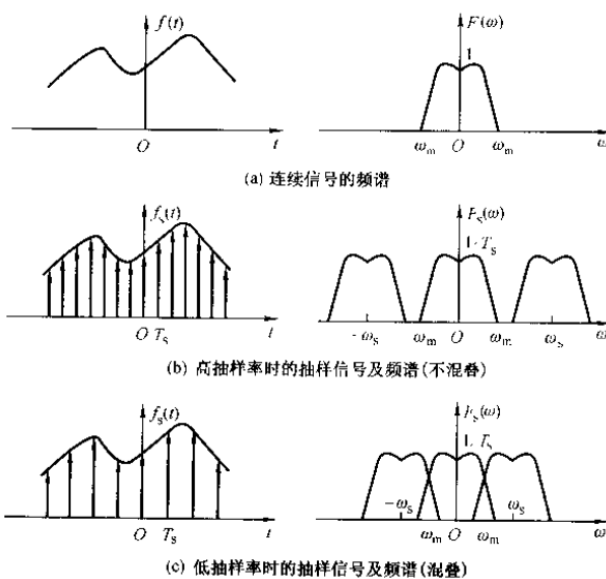 f(t) F(ω)
1
O t ω_m O ω_m ω
(a) 连续信号的频谱
f_s(t) F_s(ω)
1/T_s
O T_s t -ω_s ω_m O ω_m ω_s ω
(b) 高抽样率时的抽样信号及频谱(不混叠)
f_s(t) F_s(ω)
1/T_s
-ω_s ω_s
O T_s t ω_m O ω_m ω
(c) 低抽样率时的抽样信号及频谱(混叠)